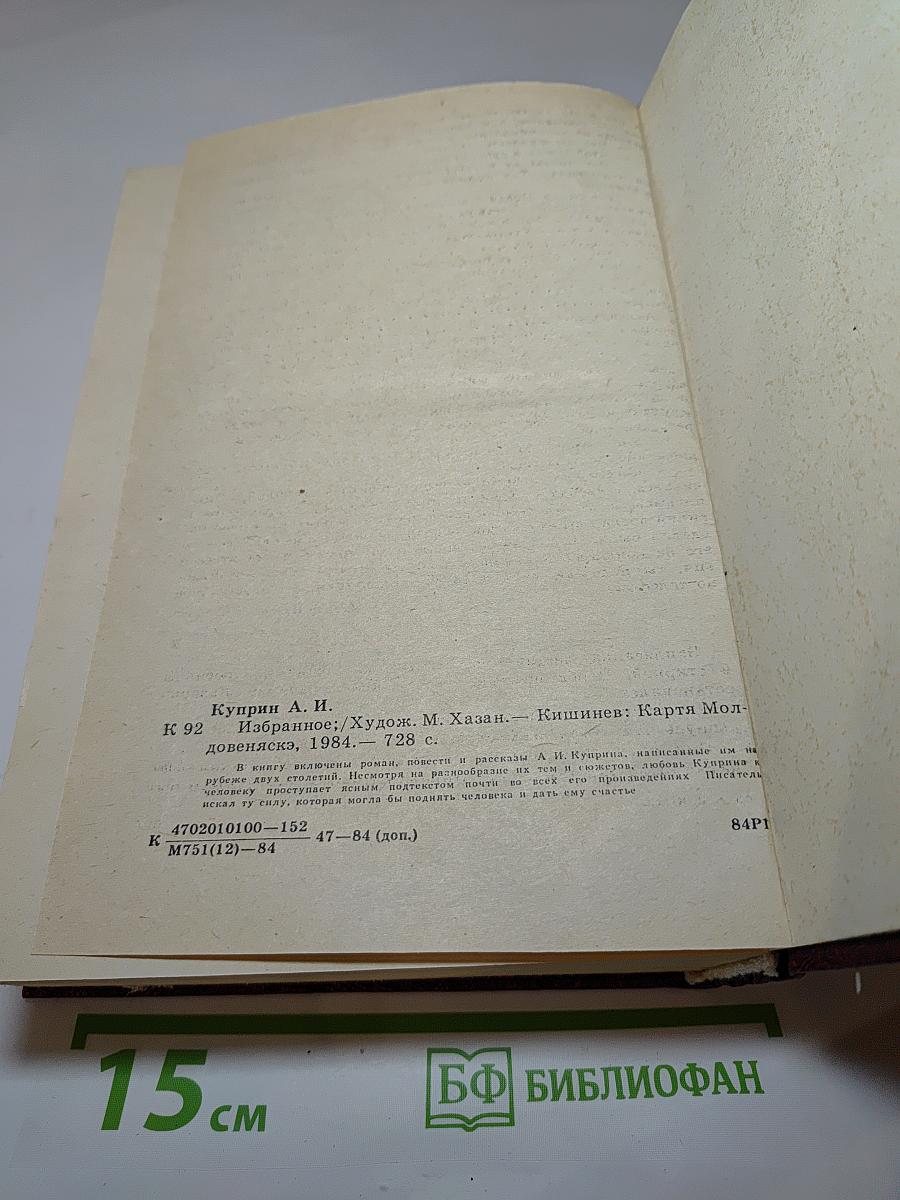 Куприн А. И.
К 92 Избранное;/Худож. М. Хазан.— Кишинев: Картя Мол-
довеняскэ, 1984.— 728 с.
В книгу включены роман, повести и рассказы А И. Куприна, написанные им на
рубеже двух столетий. Несмотря на разнообразие их тем и сюжетов, любовь Куприна к
человеку проступает ясным подтекстом почти во всех его произведениях Писатель
искал ту силу, которая могла бы поднять человека и дать ему счастье
К 4702010100—152 47—84 (доп.) 84Р1
М751(12)—84
15 см БФ БИБЛИОФАН